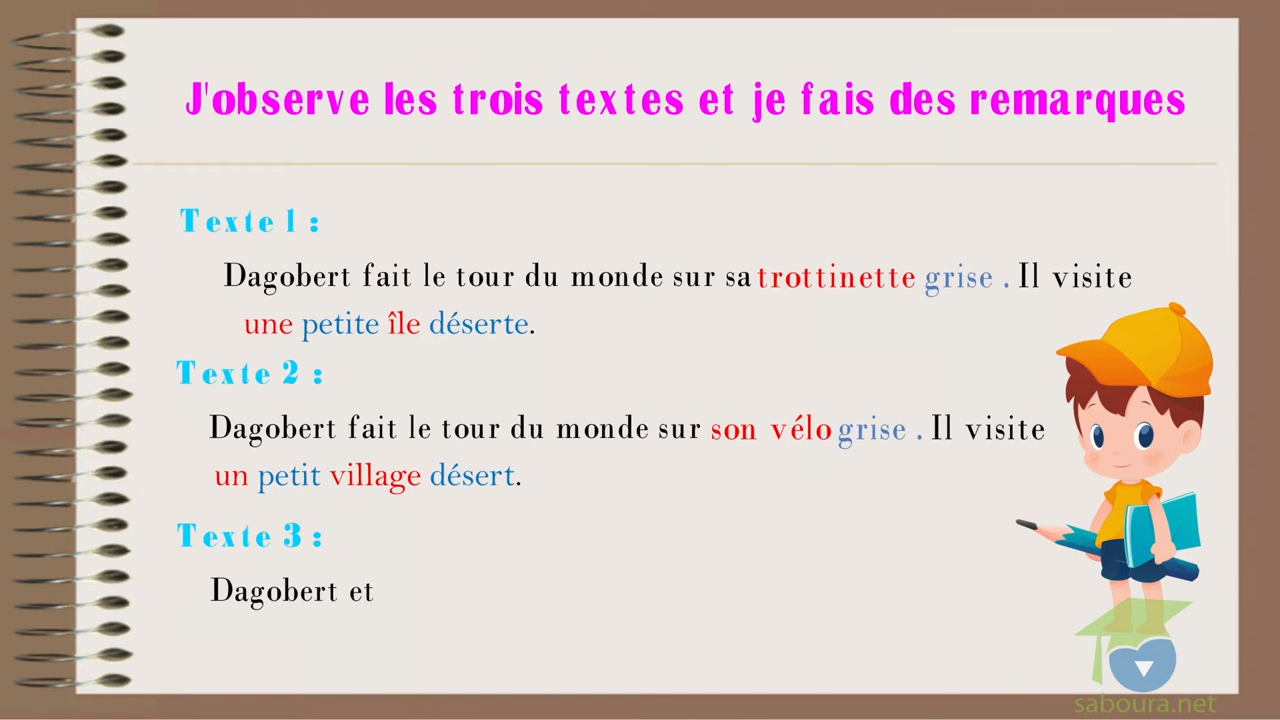 J'observe les trois textes et je fais des remarques
Texte 1 :
Dagobert fait le tour du monde sur sa trottinette grise . Il visite
une petite île déserte.
Texte 2 :
Dagobert fait le tour du monde sur son vélo grise . Il visite
un petit village désert.
Texte 3 :
Dagobert et
saboura.net